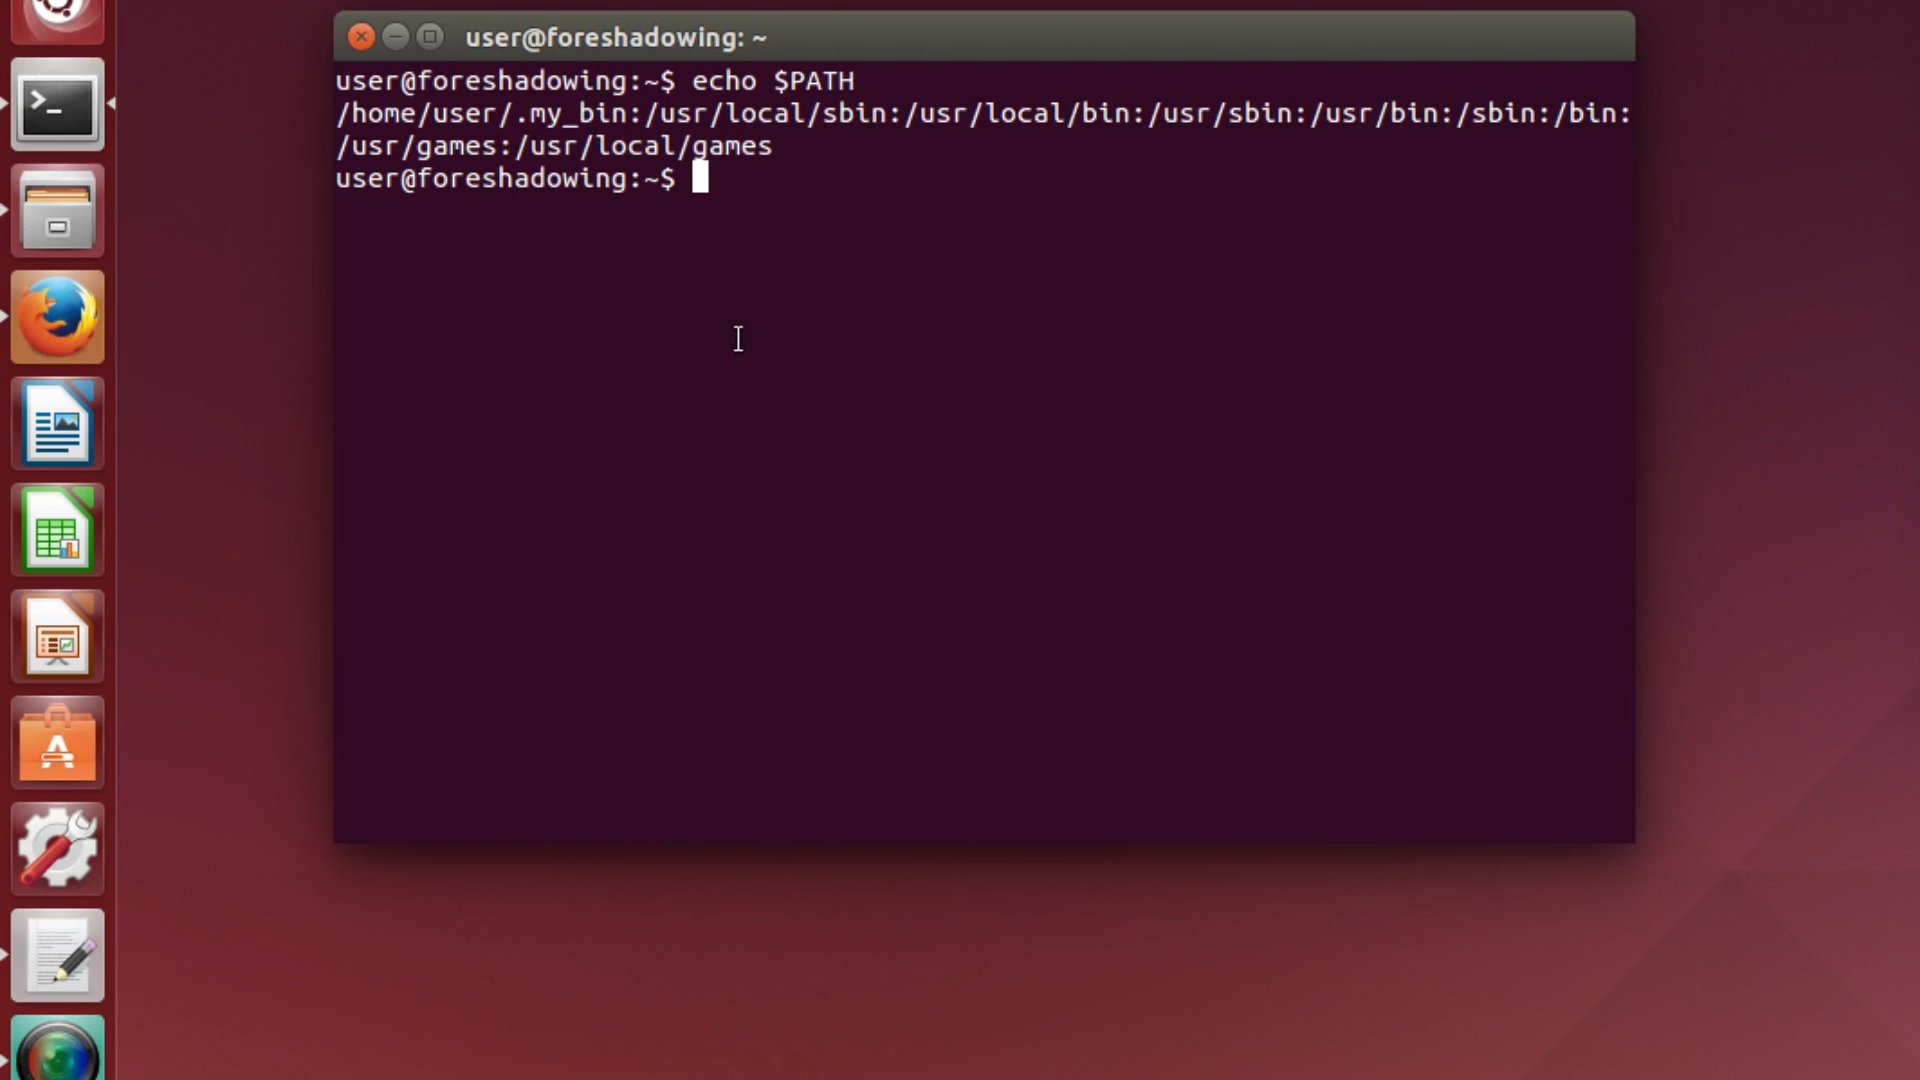 user@foreshadowing: ~
user@foreshadowing:~$ echo $PATH
/home/user/.my_bin:/usr/local/sbin:/usr/local/bin:/usr/sbin:/usr/bin:/sbin:/bin:
/usr/games:/usr/local/games
user@foreshadowing:~$